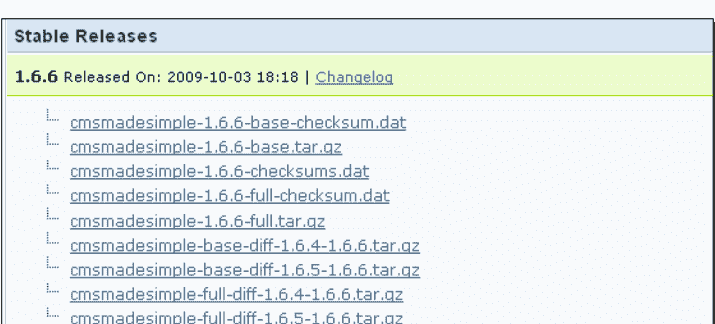 Stable Releases
1.6.6 Released On: 2009-10-03 18:18 | Changelog
cmsmadesimple-1.6.6-base-checksum.dat
cmsmadesimple-1.6.6-base.tar.gz
cmsmadesimple-1.6.6-checksums.dat
cmsmadesimple-1.6.6-full-checksum.dat
cmsmadesimple-1.6.6-full.tar.gz
cmsmadesimple-base-diff-1.6.4-1.6.6.tar.gz
cmsmadesimple-base-diff-1.6.5-1.6.6.tar.gz
cmsmadesimple-full-diff-1.6.4-1.6.6.tar.gz
cmsmadesimple-full-diff-1.6.5-1.6.6.tar.gz